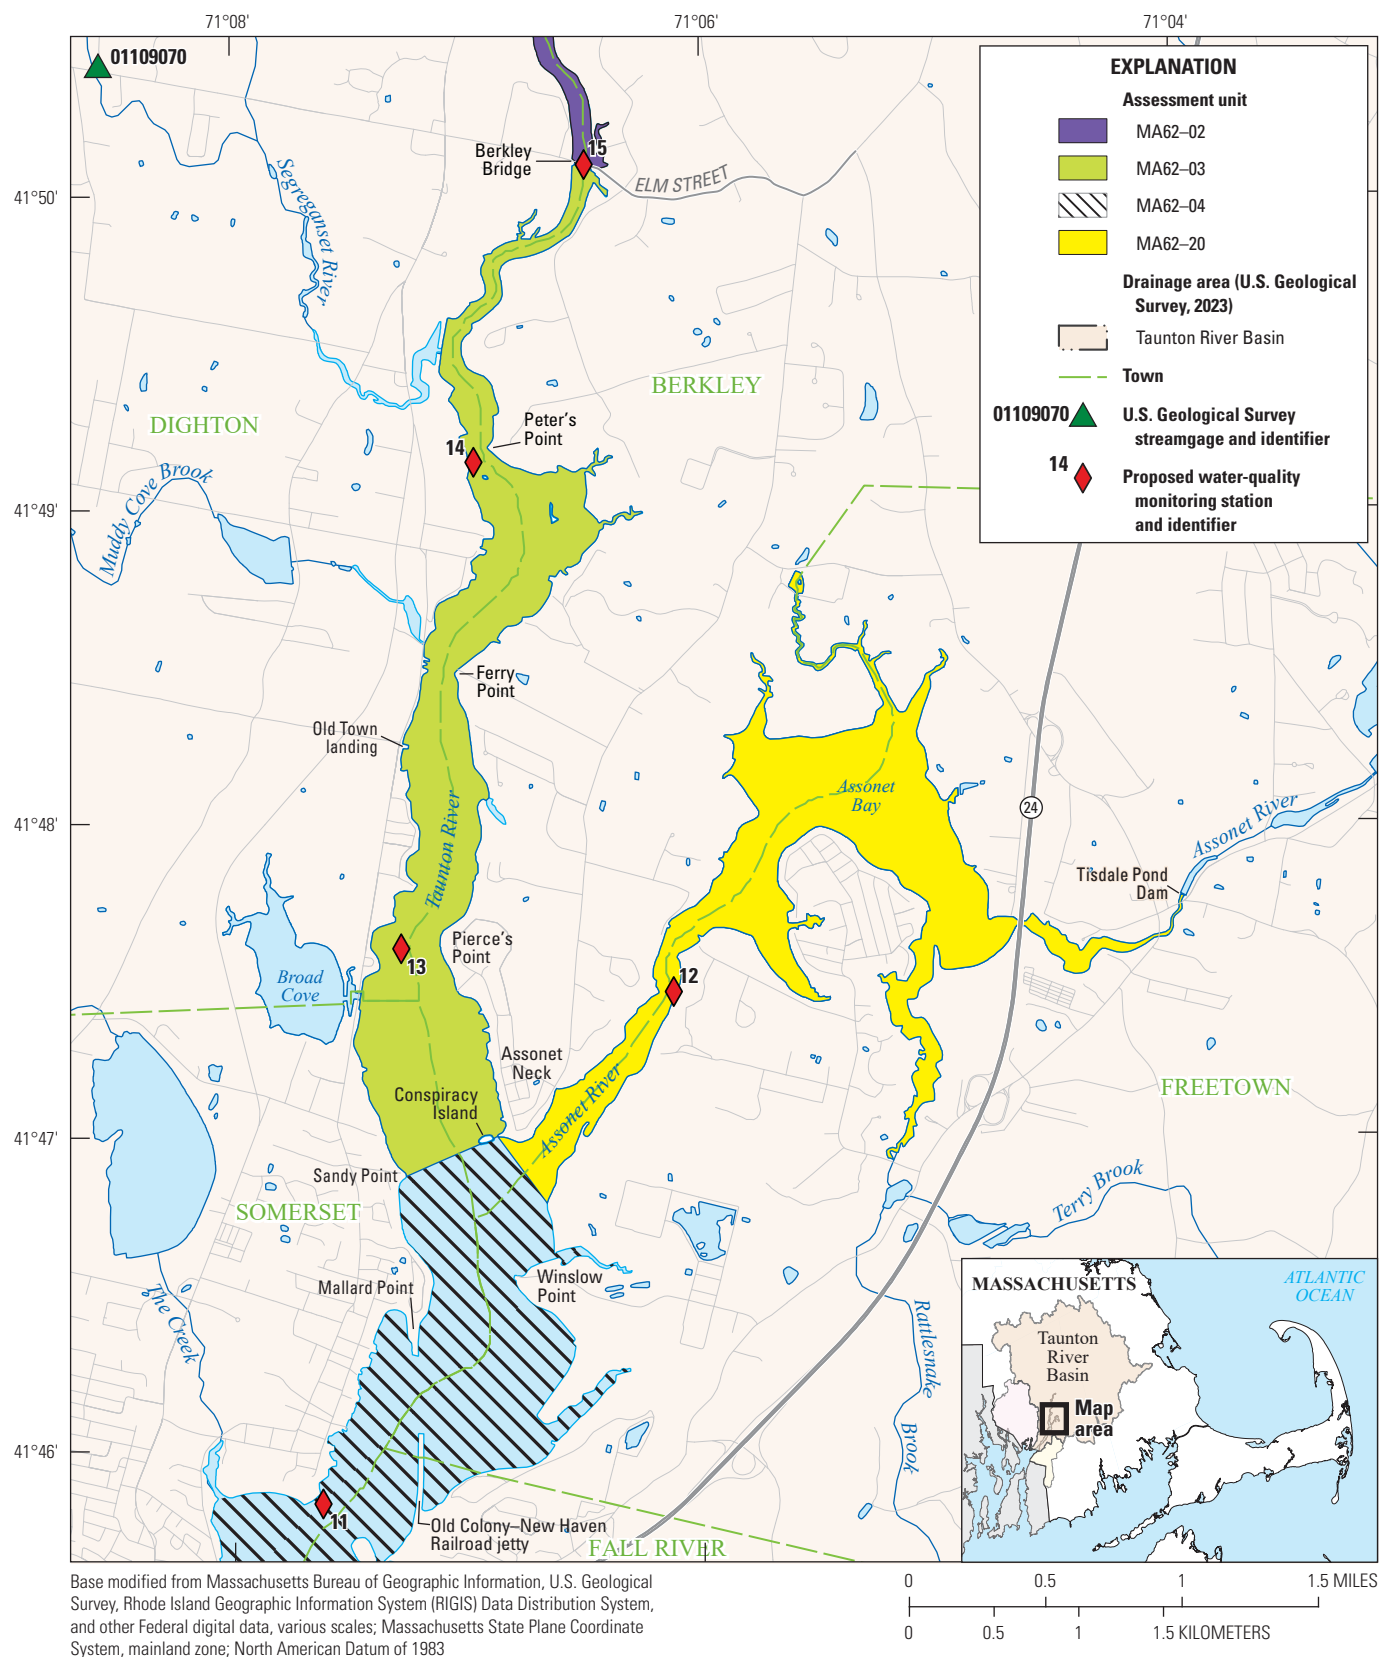 71°08'
71°06'
71°04'
41°50'
41°49'
41°48'
41°47'
41°46'
01109070
Segreganset River
Berkley
Bridge
15
ELM STREET
DIGHTON
BERKLEY
Peter's
Point
14
Muddy Cove Brook
Ferry
Point
Old Town
landing
Taunton River
Assonet
Bay
24
Assonet River
Tisdale Pond
Dam
Pierce's
Point
13
12
Broad
Cove
Assonet
Neck
Conspiracy
Island
Assonet River
FREETOWN
Sandy Point
SOMERSET
Terry Brook
Winslow
Point
Mallard Point
The Creek
Rattlesnake
Brook
11
Old Colony–New Haven
Railroad jetty
FALL RIVER
EXPLANATION
Assessment unit
MA62–02
MA62–03
MA62–04
MA62–20
Drainage area (U.S. Geological
Survey, 2023)
Taunton River Basin
Town
01109070
U.S. Geological Survey
streamgage and identifier
14
Proposed water-quality
monitoring station
and identifier
MASSACHUSETTS
ATLANTIC
OCEAN
Taunton
River
Basin
Map
area
Base modified from Massachusetts Bureau of Geographic Information, U.S. Geological
Survey, Rhode Island Geographic Information System (RIGIS) Data Distribution System,
and other Federal digital data, various scales; Massachusetts State Plane Coordinate
System, mainland zone; North American Datum of 1983
0 0.5 1 1.5 MILES
0 0.5 1 1.5 KILOMETERS